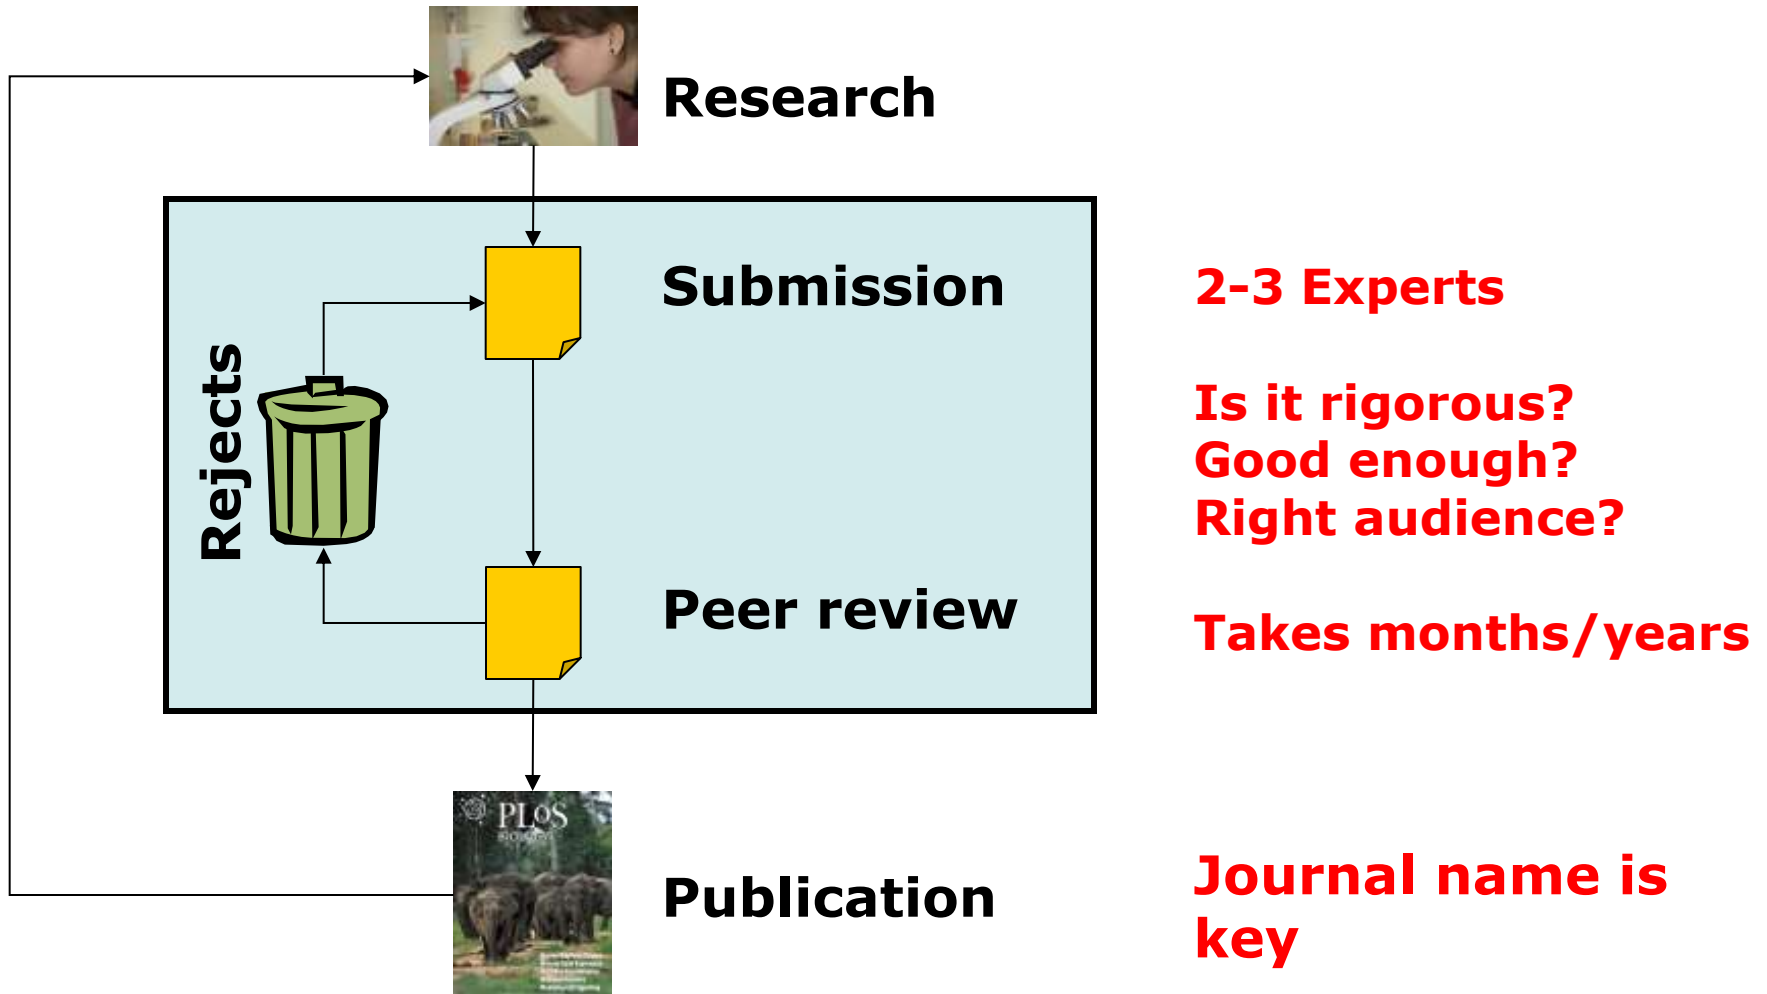 Research
Submission
2-3 Experts
Rejects
Is it rigorous?
Good enough?
Right audience?
Peer review
Takes months/years
PLoS
Publication
Journal name is
key